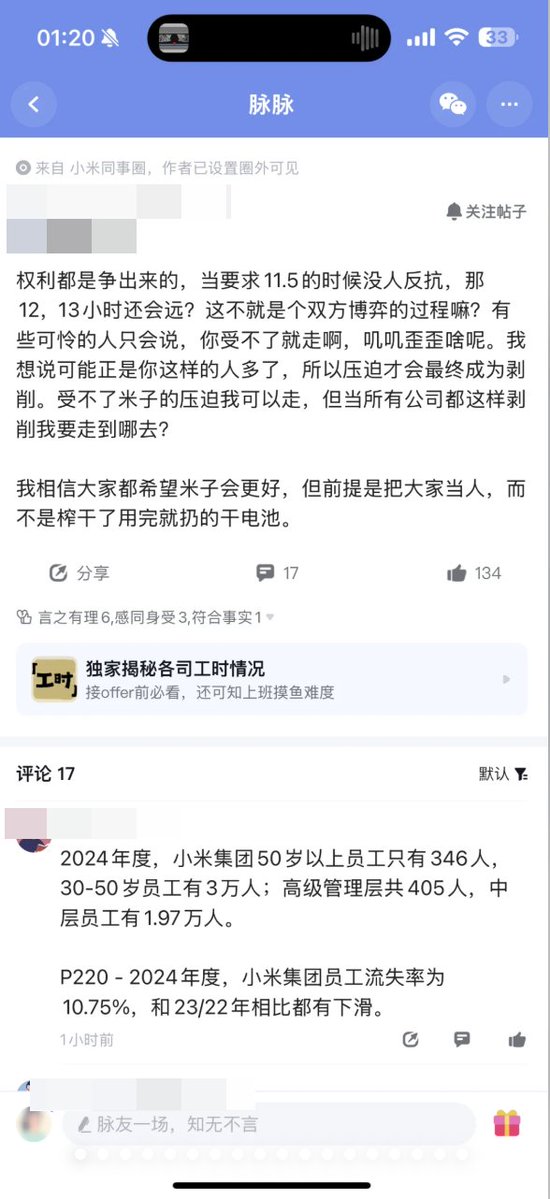 01:20
33
脉脉
来自 小米同事圈，作者已设置圈外可见
关注帖子
权利都是争出来的，当要求11.5的时候没人反抗，那
12，13小时还会远？这不就是个双方博弈的过程嘛？有
些可怜的人只会说，你受不了就走啊，叽叽歪歪啥呢。我
想说可能正是你这样的人多了，所以压迫才会最终成为剥
削。受不了米子的压迫我可以走，但当所有公司都这样剥
削我要走到哪去？
我相信大家都希望米子会更好，但前提是把大家当人，而
不是榨干了用完就扔的干电池。
分享
17
134
言之有理6,感同身受3,符合事实1
「工时」
独家揭秘各司工时情况
接offer前必看，还可知上班摸鱼难度
评论 17
默认
2024年度，小米集团50岁以上员工只有346人，
30-50岁员工有3万人；高级管理层共405人，中
层员工有1.97万人。
P220 - 2024年度，小米集团员工流失率为
10.75%，和23/22年相比都有下滑。
1小时前
脉友一场，知无不言